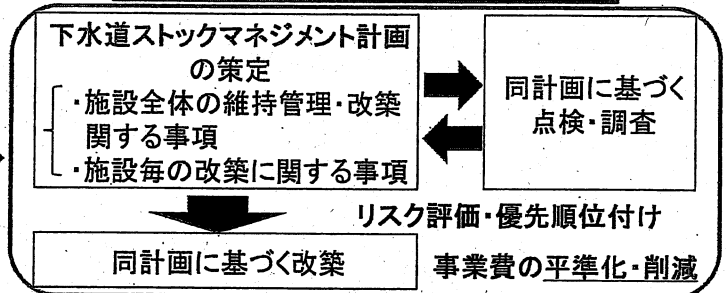 下水道ストックマネジメント計画
の策定
・施設全体の維持管理・改築
関する事項
・施設毎の改築に関する事項
同計画に基づく
点検・調査
リスク評価・優先順位付け
同計画に基づく改築
事業費の平準化・削減